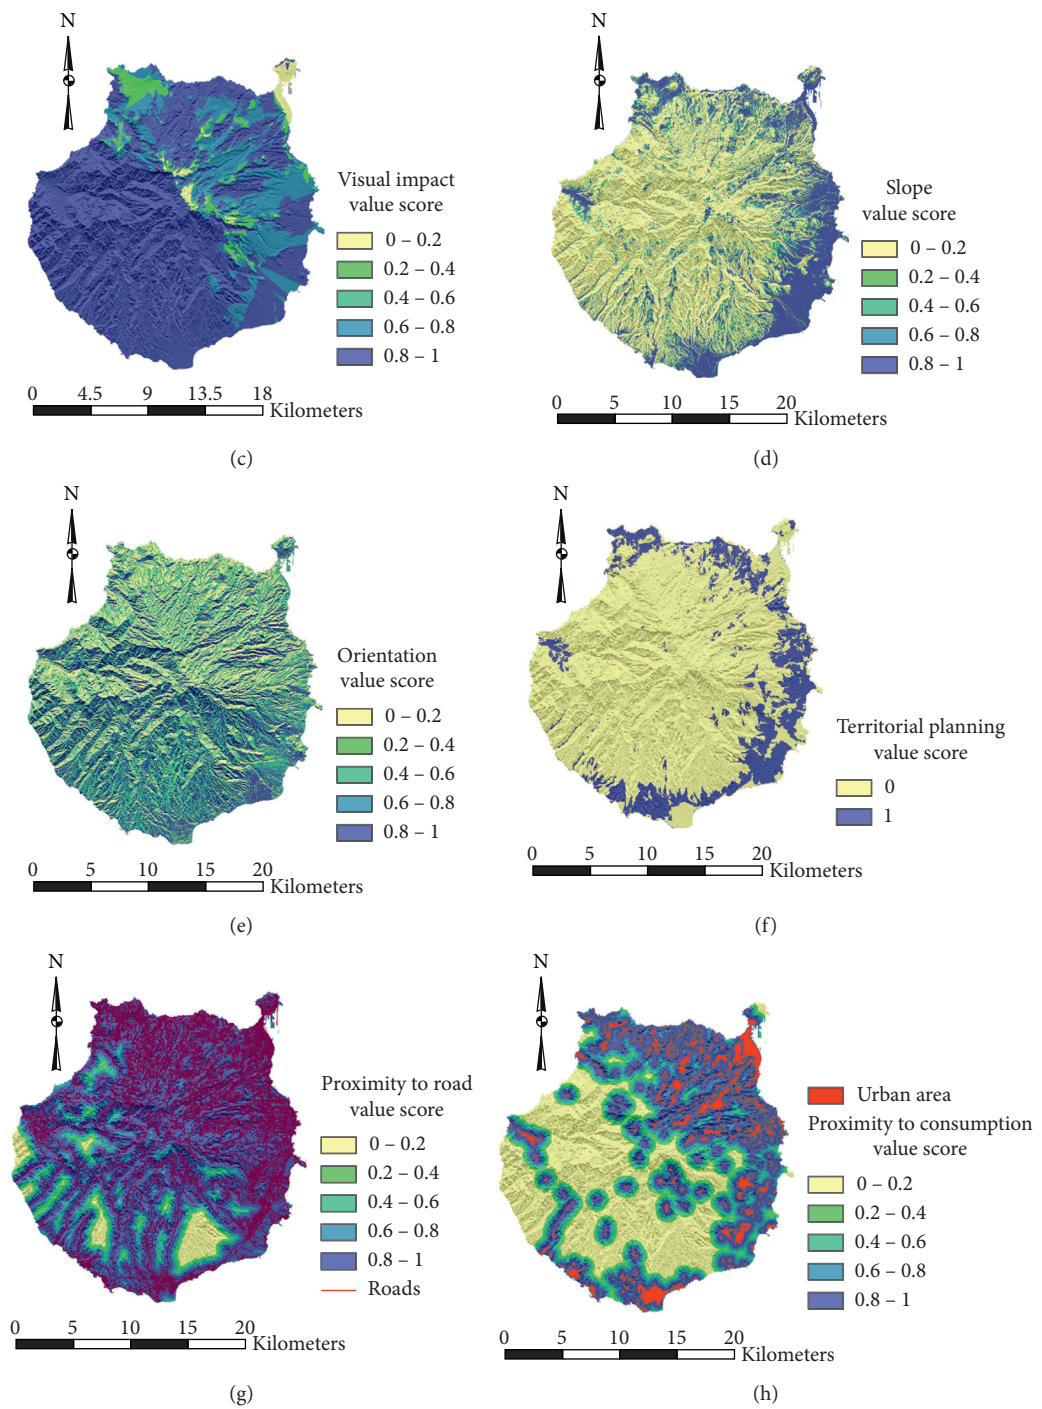 N
Visual impact
value score
0 – 0.2
0.2 – 0.4
0.4 – 0.6
0.6 – 0.8
0.8 – 1
0 4.5 9 13.5 18
Kilometers
(c)
N
Slope
value score
0 – 0.2
0.2 – 0.4
0.4 – 0.6
0.6 – 0.8
0.8 – 1
0 5 10 15 20
Kilometers
(d)
N
Orientation
value score
0 – 0.2
0.2 – 0.4
0.4 – 0.6
0.6 – 0.8
0.8 – 1
0 5 10 15 20
Kilometers
(e)
N
Territorial planning
value score
0
1
0 5 10 15 20
Kilometers
(f)
N
Proximity to road
value score
0 – 0.2
0.2 – 0.4
0.4 – 0.6
0.6 – 0.8
0.8 – 1
Roads
0 5 10 15 20
Kilometers
(g)
N
Urban area
Proximity to consumption
value score
0 – 0.2
0.2 – 0.4
0.4 – 0.6
0.6 – 0.8
0.8 – 1
0 5 10 15 20
Kilometers
(h)